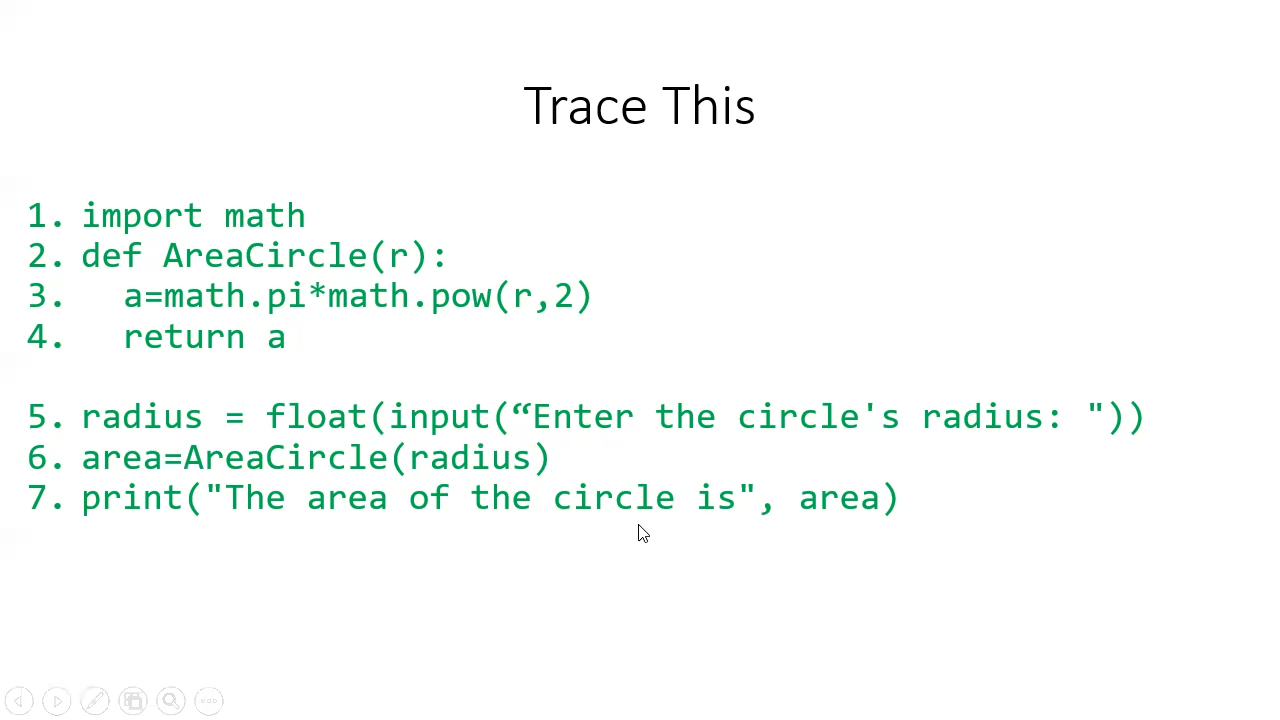 Trace This
1. import math
2. def AreaCircle(r):
3.   a=math.pi*math.pow(r,2)
4.   return a
5. radius = float(input(“Enter the circle's radius: "))
6. area=AreaCircle(radius)
7. print("The area of the circle is", area)